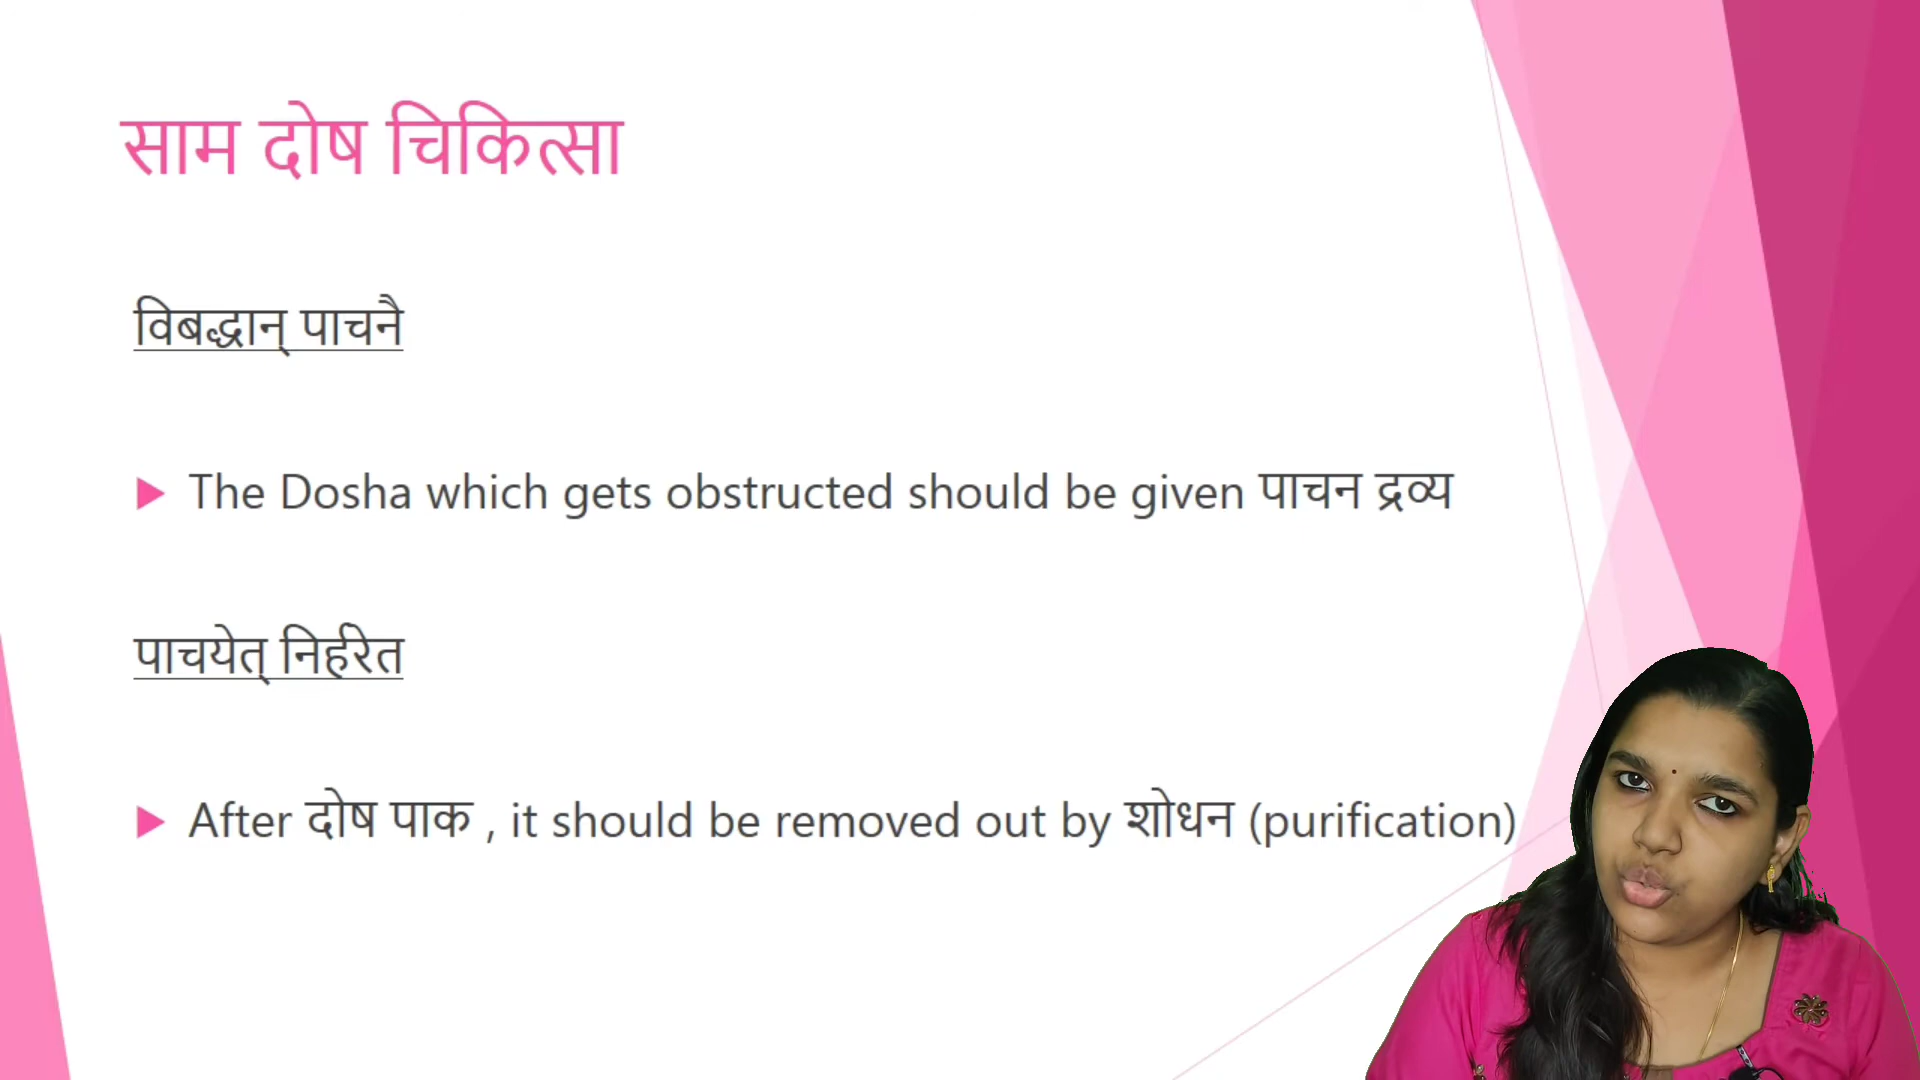 साम दोष चिकित्सा
विबद्धान् पाचनै
The Dosha which gets obstructed should be given पाचन द्रव्य
पाचयेत् निर्हरेत
After दोष पाक , it should be removed out by शोधन (purification)